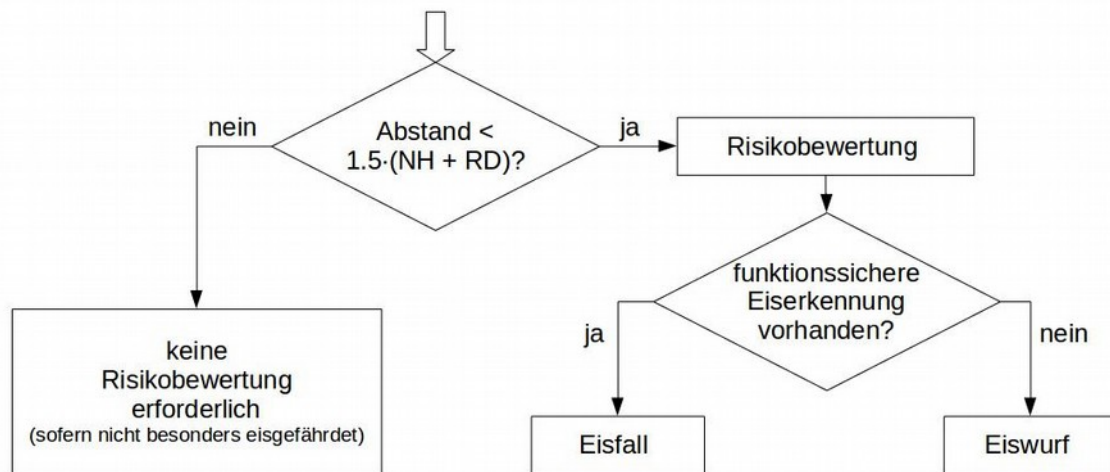 nein
Abstand <
1.5·(NH + RD)?
ja
Risikobewertung
funktionssichere
Eiserkennung
vorhanden?
ja
nein
keine
Risikobewertung
erforderlich
(sofern nicht besonders eisgefährdet)
Eisfall
Eiswurf